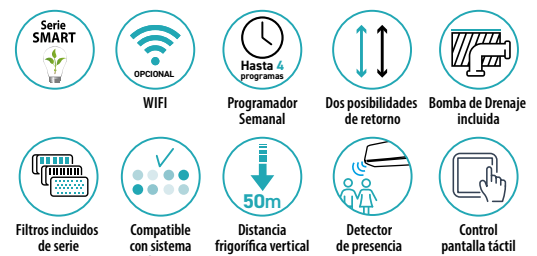 Serie
SMART
OPCIONAL
WIFI
Hasta 4
programas
Programador
Semanal
Dos posibilidades
de retorno
Bomba de Drenaje
incluida
Filtros incluidos
de serie
Compatible
con sistema
50m
Distancia
frigorífica vertical
Detector
de presencia
Control
pantalla táctil